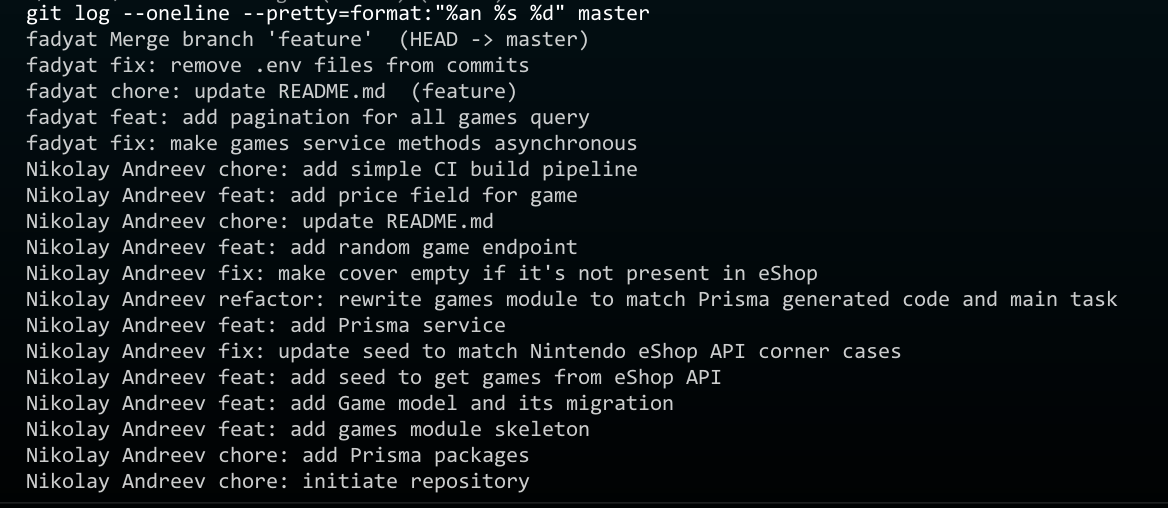 git log --oneline --pretty=format:"%an %s %d" master
fadyat Merge branch 'feature'  (HEAD -> master)
fadyat fix: remove .env files from commits
fadyat chore: update README.md  (feature)
fadyat feat: add pagination for all games query
fadyat fix: make games service methods asynchronous
Nikolay Andreev chore: add simple CI build pipeline
Nikolay Andreev feat: add price field for game
Nikolay Andreev chore: update README.md
Nikolay Andreev feat: add random game endpoint
Nikolay Andreev fix: make cover empty if it's not present in eShop
Nikolay Andreev refactor: rewrite games module to match Prisma generated code and main task
Nikolay Andreev feat: add Prisma service
Nikolay Andreev fix: update seed to match Nintendo eShop API corner cases
Nikolay Andreev feat: add seed to get games from eShop API
Nikolay Andreev feat: add Game model and its migration
Nikolay Andreev feat: add games module skeleton
Nikolay Andreev chore: add Prisma packages
Nikolay Andreev chore: initiate repository